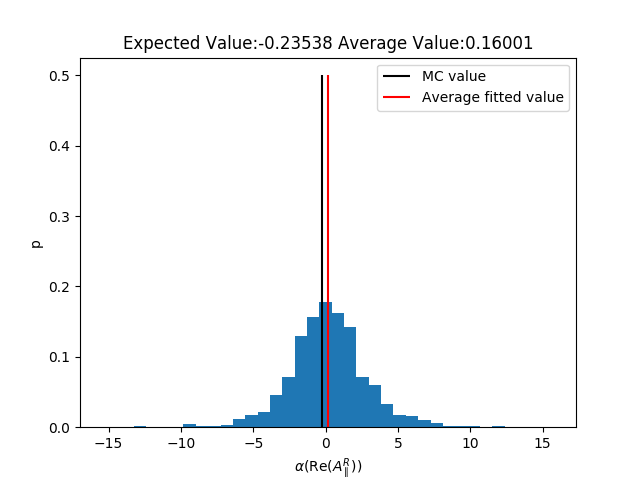 Expected Value:-0.23538 Average Value:0.16001
MC value
Average fitted value
0.5
0.4
0.3
0.2
0.1
0.0
p
−15
−10
−5
0
5
10
15
α(Re(A_∥^R))